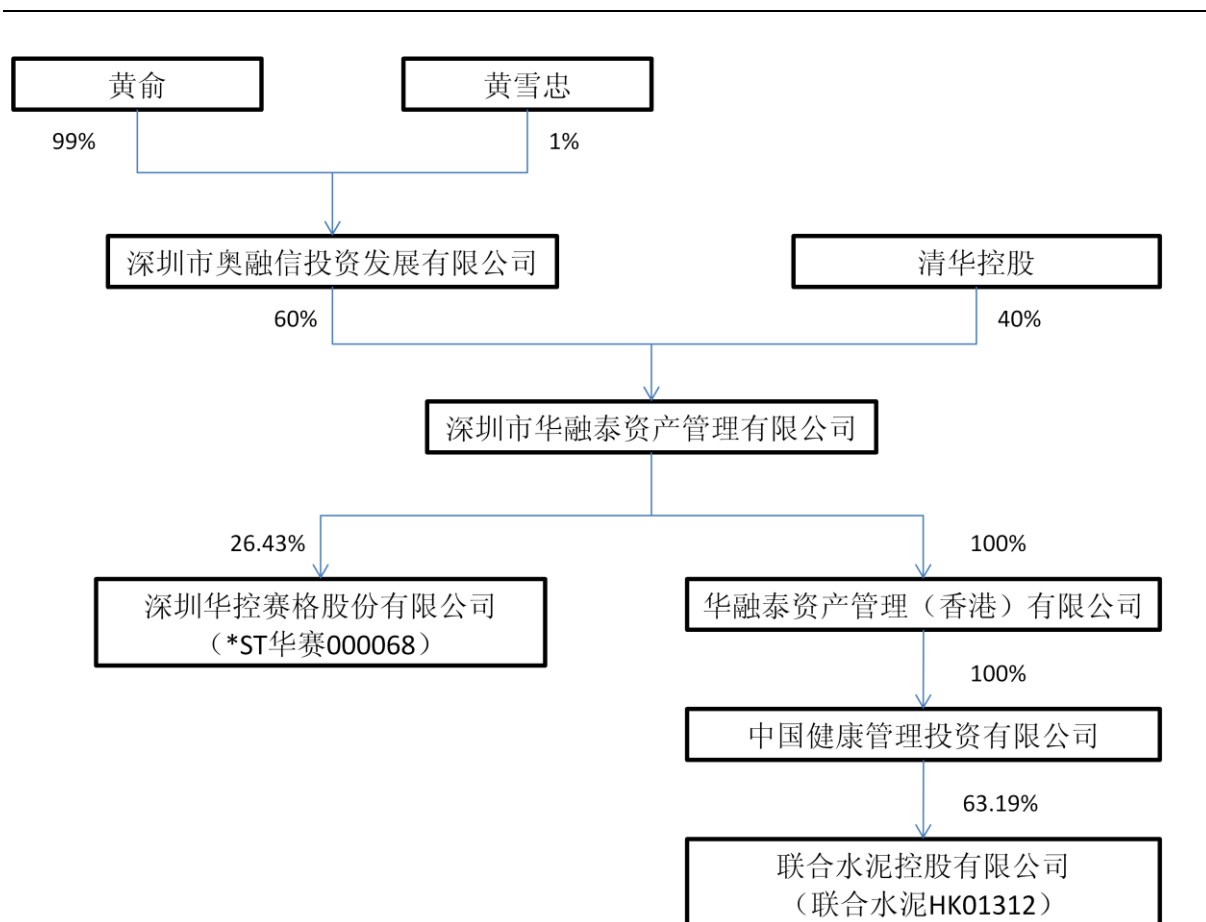 黄俞
黄雪忠
99%
1%
深圳市奥融信投资发展有限公司
清华控股
60%
40%
深圳市华融泰资产管理有限公司
26.43%
100%
深圳华控赛格股份有限公司
（*ST华赛000068）
华融泰资产管理（香港）有限公司
100%
中国健康管理投资有限公司
63.19%
联合水泥控股有限公司
（联合水泥HK01312）